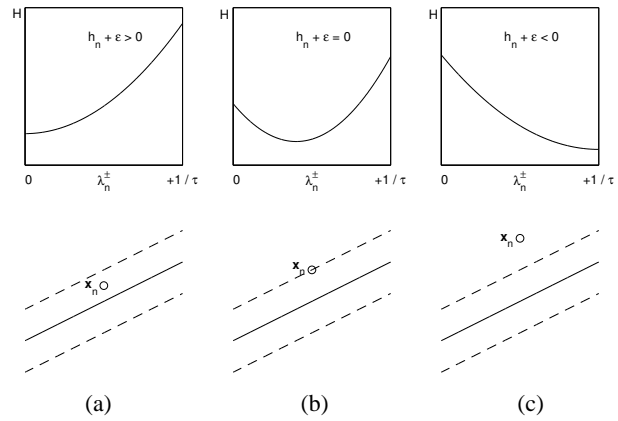 H
h_n + ε > 0
0
λ_n^±
+1 / τ
H
h_n + ε = 0
0
λ_n^±
+1 / τ
H
h_n + ε < 0
0
λ_n^±
+1 / τ
x_n
x_n
x_n
(a)
(b)
(c)